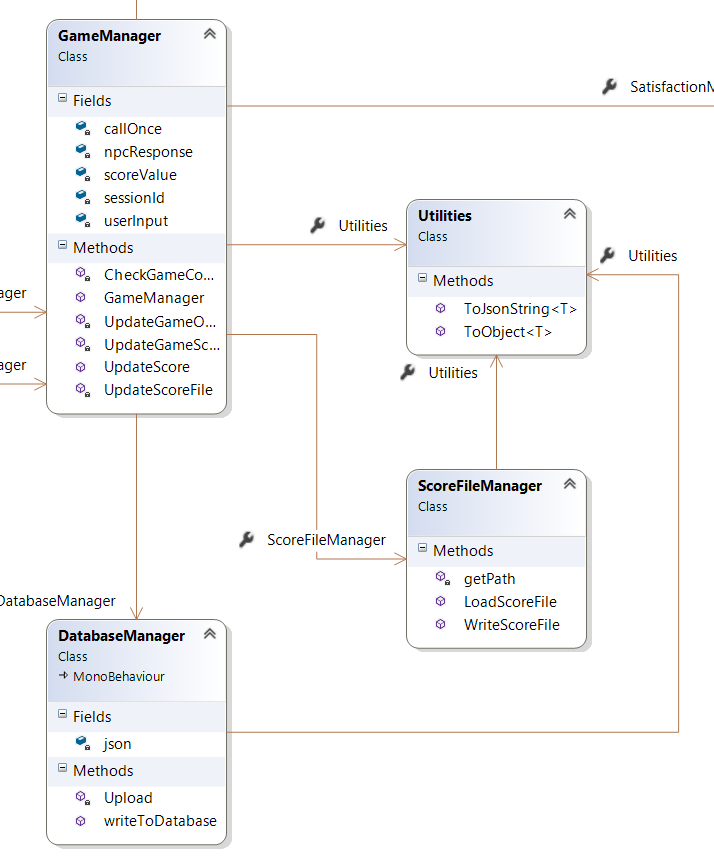 GameManager
Class
Fields
callOnce
npcResponse
scoreValue
sessionId
userInput
Methods
CheckGameCo...
GameManager
UpdateGameO...
UpdateGameSc...
UpdateScore
UpdateScoreFile
SatisfactionM
Utilities
Utilities
Class
Methods
ToJsonString<T>
ToObject<T>
Utilities
ager
ager
Utilities
ScoreFileManager
Class
Methods
getPath
LoadScoreFile
WriteScoreFile
ScoreFileManager
DatabaseManager
DatabaseManager
Class
MonoBehaviour
Fields
json
Methods
Upload
writeToDatabase